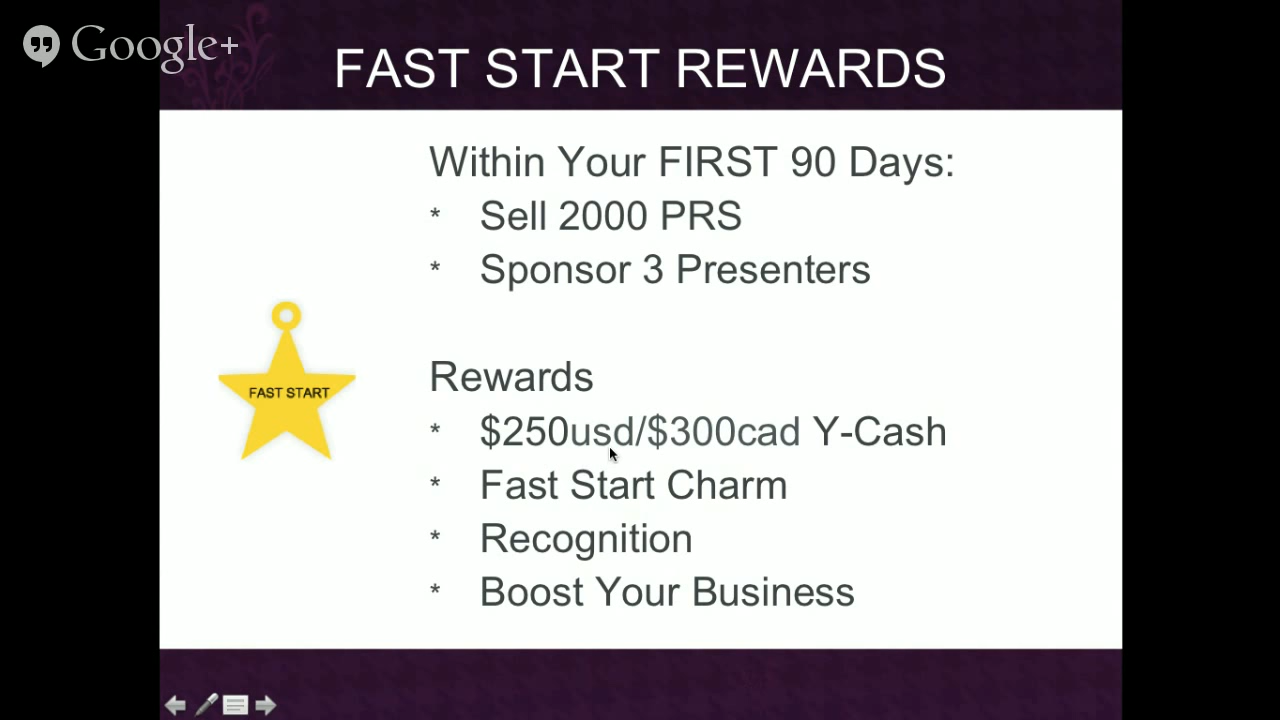 Google+
FAST START REWARDS
Within Your FIRST 90 Days:
* Sell 2000 PRS
* Sponsor 3 Presenters
FAST START
Rewards
* $250usd/$300cad Y-Cash
* Fast Start Charm
* Recognition
* Boost Your Business